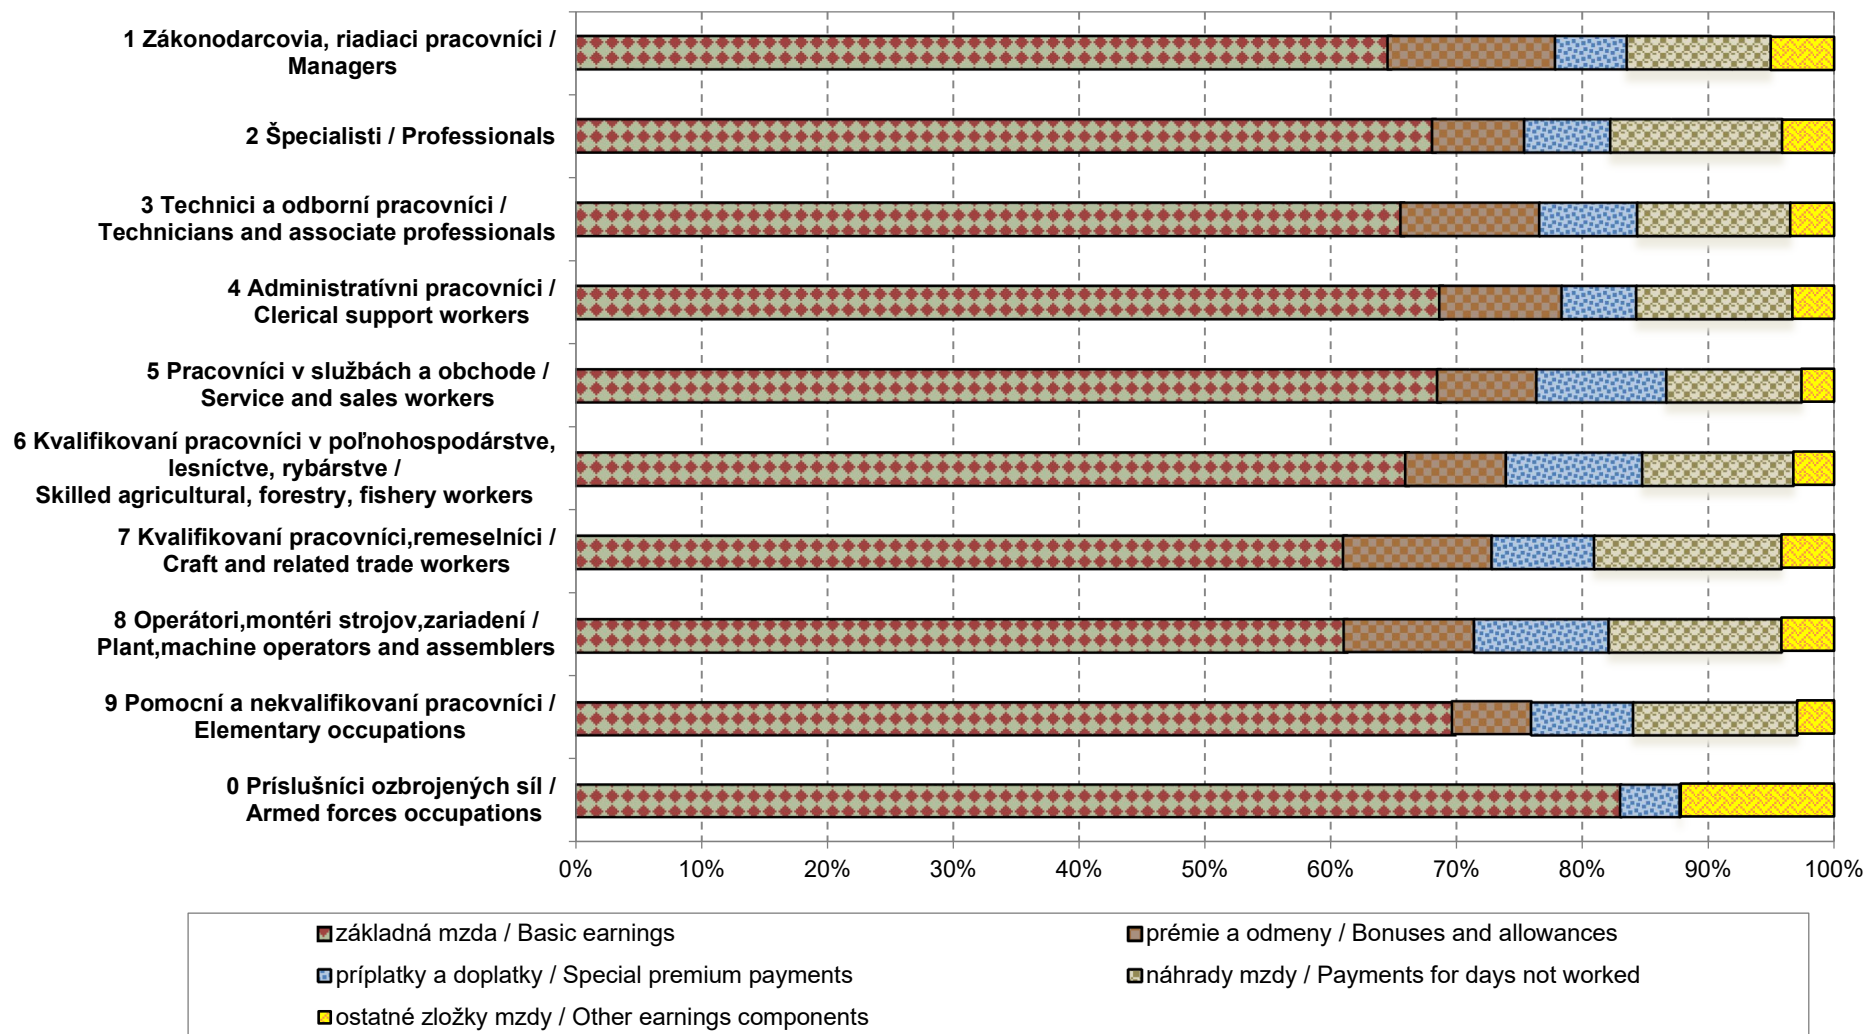 1 Zákonodarcovia, riadiaci pracovníci /
Managers
2 Špecialisti / Professionals
3 Technici a odborní pracovníci /
Technicians and associate professionals
4 Administratívni pracovníci /
Clerical support workers
5 Pracovníci v službách a obchode /
Service and sales workers
6 Kvalifikovaní pracovníci v poľnohospodárstve,
lesníctve, rybárstve /
Skilled agricultural, forestry, fishery workers
7 Kvalifikovaní pracovníci,remeselníci /
Craft and related trade workers
8 Operátori,montéri strojov,zariadení /
Plant,machine operators and assemblers
9 Pomocní a nekvalifikovaní pracovníci /
Elementary occupations
0 Príslušníci ozbrojených síl /
Armed forces occupations
0% 10% 20% 30% 40% 50% 60% 70% 80% 90% 100%
základná mzda / Basic earnings
prémie a odmeny / Bonuses and allowances
príplatky a doplatky / Special premium payments
náhrady mzdy / Payments for days not worked
ostatné zložky mzdy / Other earnings components